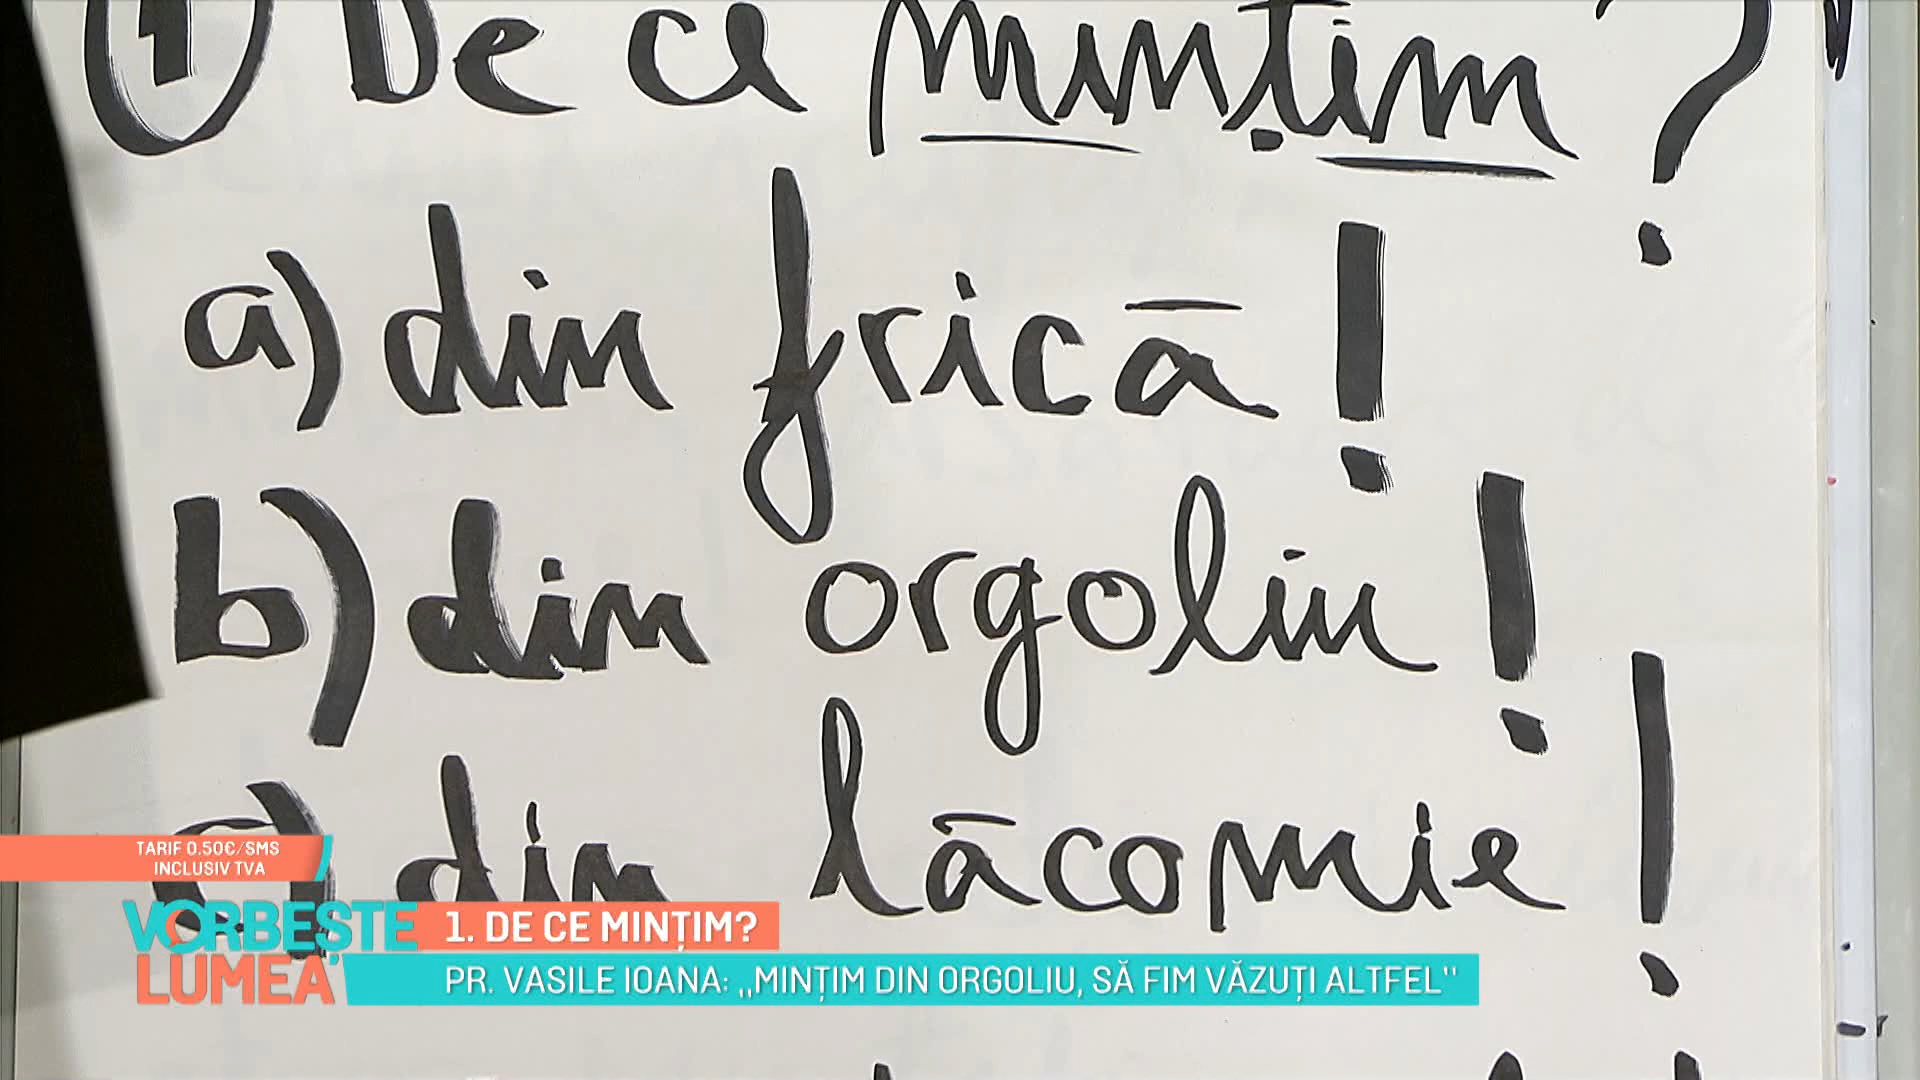 1 De ce mințim?
a) din frică!
b) din orgoliu!
c) din lăcomie!
TARIF 0.50€/SMS
INCLUSIV TVA
VORBEȘTE
LUMEA
1. DE CE MINȚIM?
PR. VASILE IOANA: ,,MINȚIM DIN ORGOLIU, SĂ FIM VĂZUȚI ALTFEL''